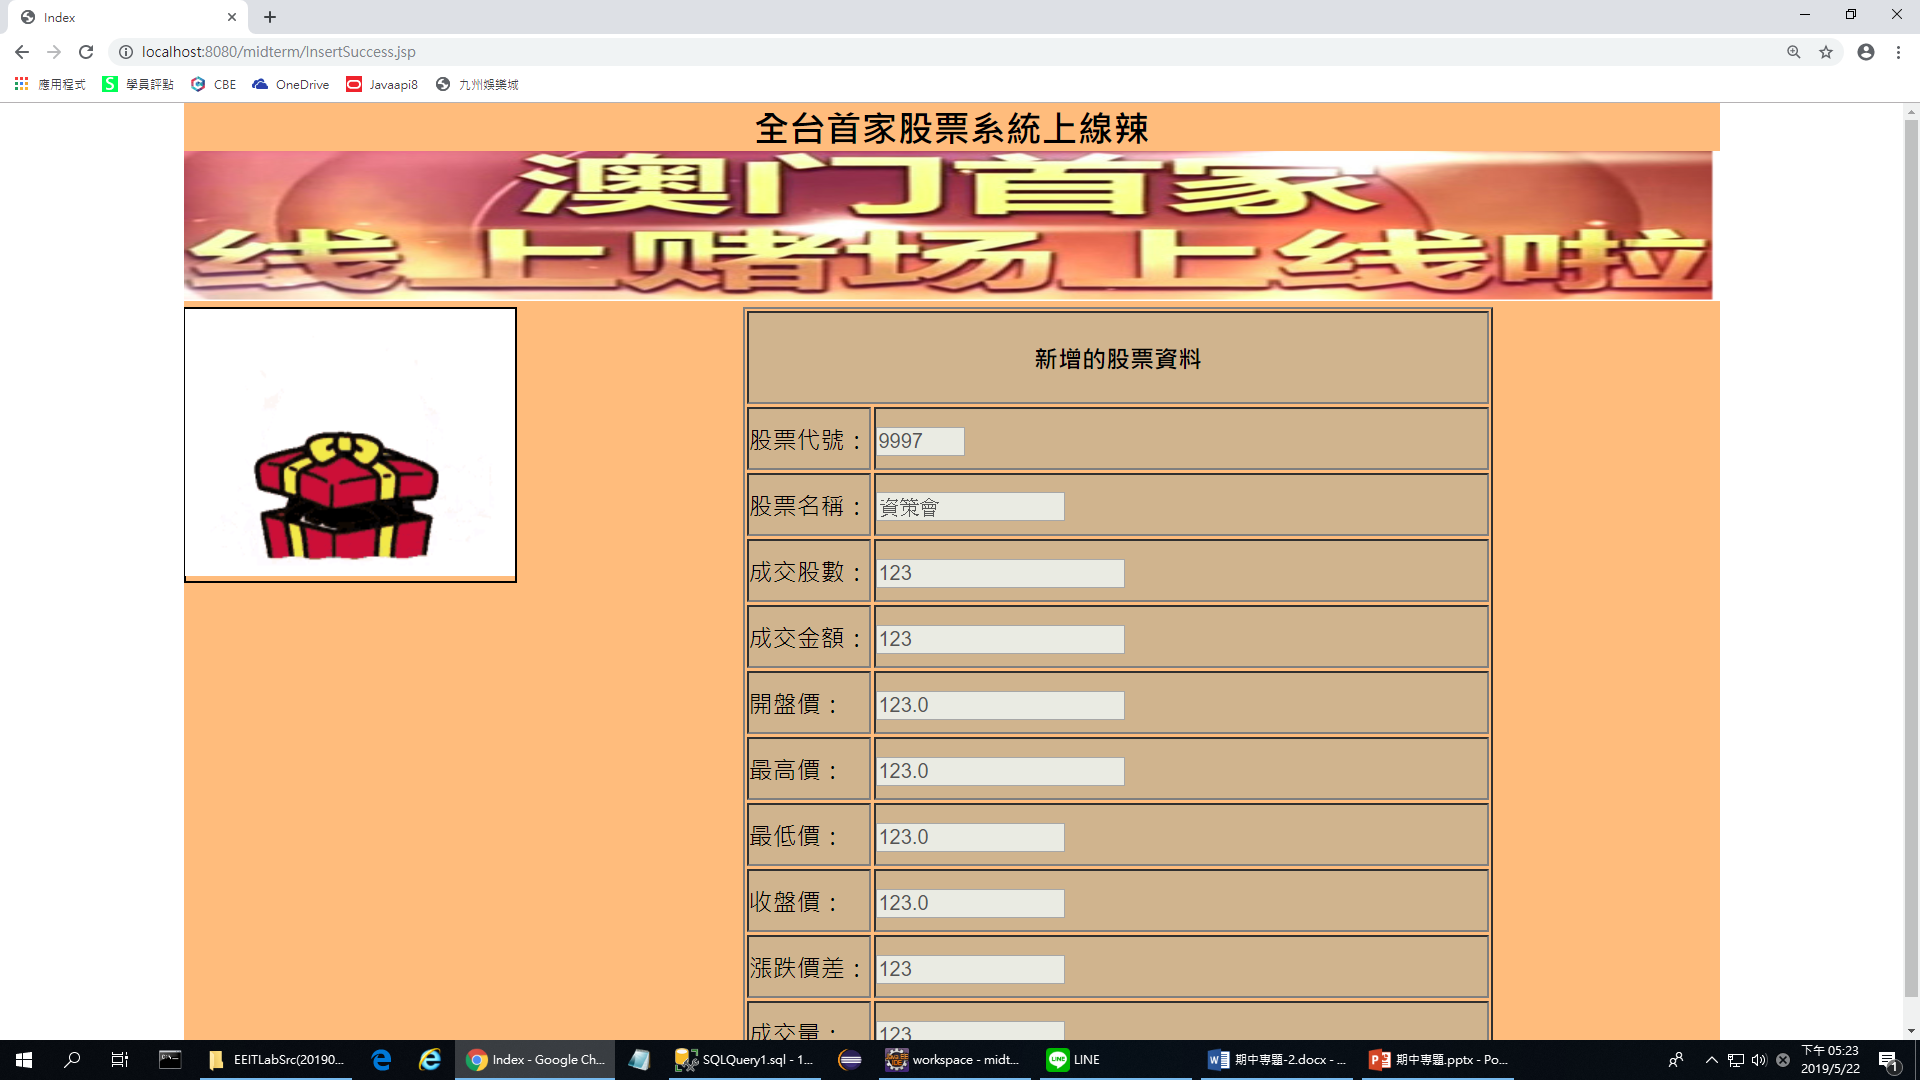 Index
localhost:8080/midterm/InsertSuccess.jsp
應用程式
學員評點
CBE
OneDrive
Javaapi8
九州娛樂城
全台首家股票系統上線辣
澳门首家
线上赌场上线啦
新增的股票資料
股票代號： 9997
股票名稱： 資策會
成交股數： 123
成交金額： 123
開盤價： 123.0
最高價： 123.0
最低價： 123.0
收盤價： 123.0
漲跌價差： 123
成交量： 123
EEITLabSrc(20190...
Index - Google Ch...
SQLQuery1.sql - 1...
workspace - midt...
LINE
期中專題-2.docx - ...
期中專題.pptx - Po...
下午 05:23
2019/5/22
1